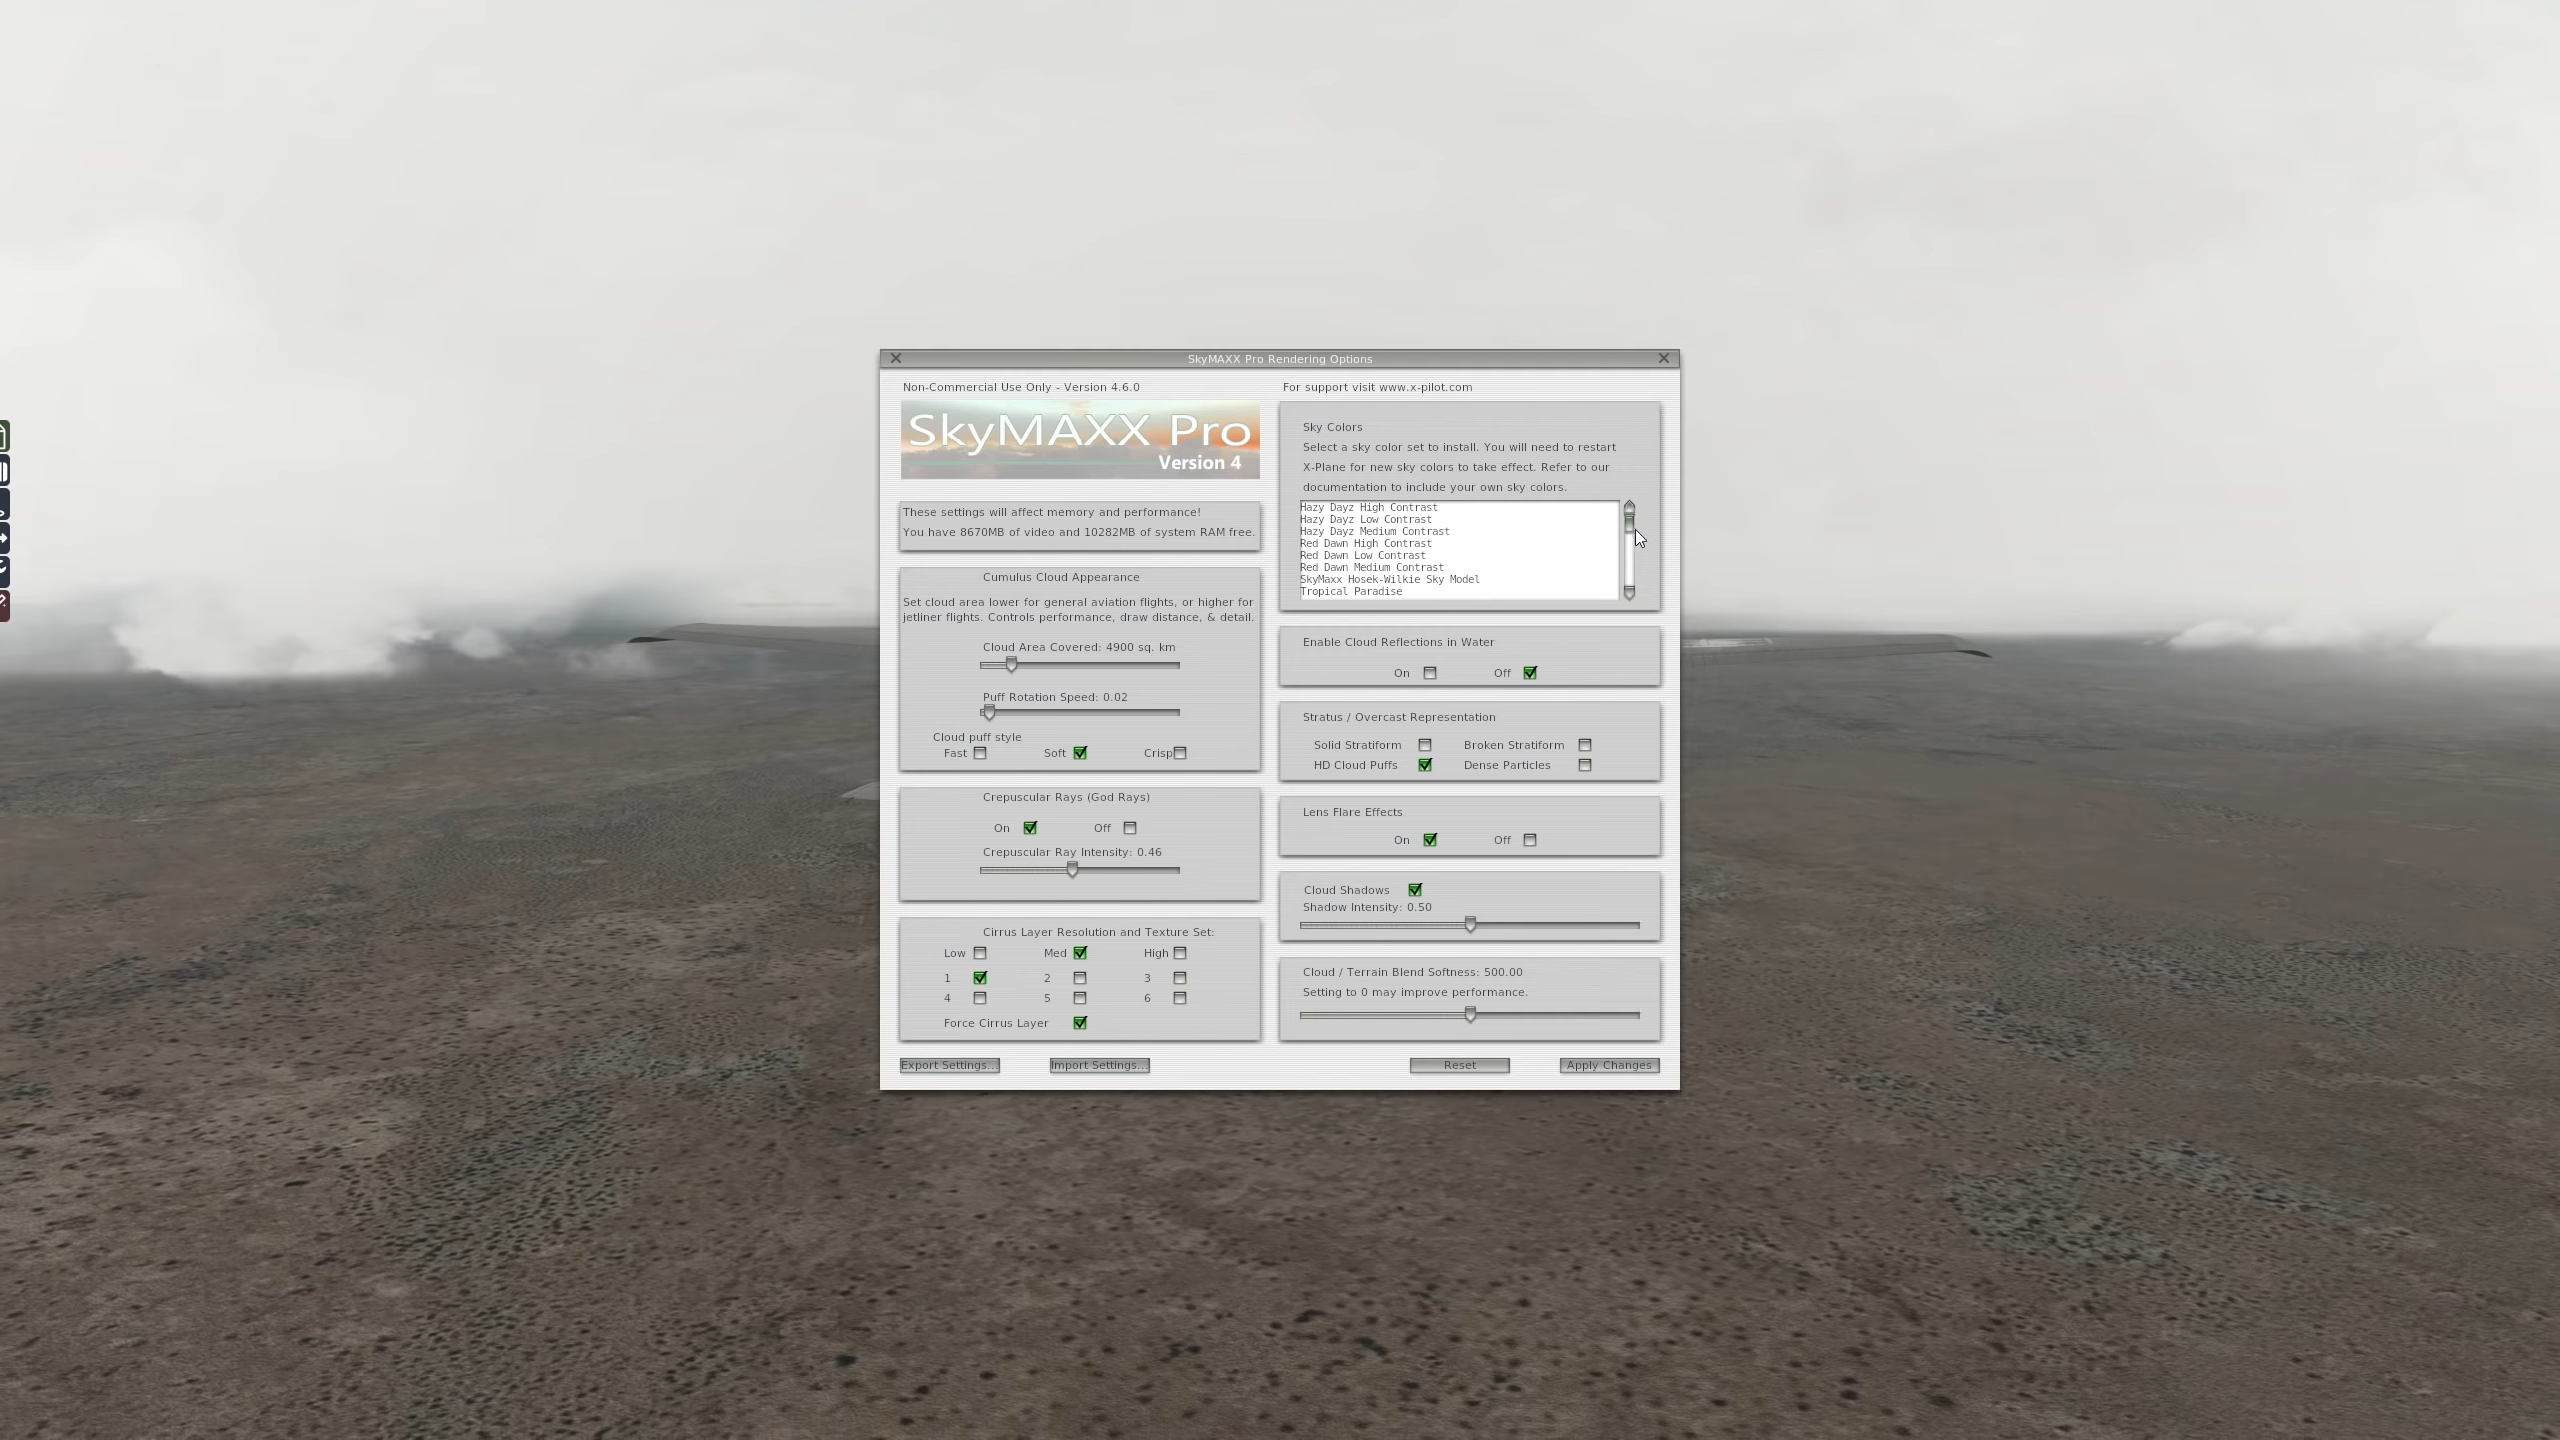 SkyMAXX Pro Rendering Options
Non-Commercial Use Only - Version 4.6.0
SkyMAXX Pro
Version 4
These settings will affect memory and performance!
You have 8670MB of video and 10282MB of system RAM free.
Cumulus Cloud Appearance
Set cloud area lower for general aviation flights, or higher for
jetliner flights. Controls performance, draw distance, & detail.
Cloud Area Covered: 4900 sq. km
Puff Rotation Speed: 0.02
Cloud puff style
Fast Soft Crisp
Crepuscular Rays (God Rays)
On Off
Crepuscular Ray Intensity: 0.46
Cirrus Layer Resolution and Texture Set:
Low Med High
1 2 3
4 5 6
Force Cirrus Layer
Export Settings... Import Settings...
For support visit www.x-pilot.com
Sky Colors
Select a sky color set to install. You will need to restart
X-Plane for new sky colors to take effect. Refer to our
documentation to include your own sky colors.
Hazy Dayz High Contrast
Hazy Dayz Low Contrast
Hazy Dayz Medium Contrast
Red Dawn High Contrast
Red Dawn Low Contrast
Red Dawn Medium Contrast
SkyMaxx Hosek-Wilkie Sky Model
Tropical Paradise
Enable Cloud Reflections in Water
On Off
Stratus / Overcast Representation
Solid Stratiform Broken Stratiform
HD Cloud Puffs Dense Particles
Lens Flare Effects
On Off
Cloud Shadows
Shadow Intensity: 0.50
Cloud / Terrain Blend Softness: 500.00
Setting to 0 may improve performance.
Reset Apply Changes